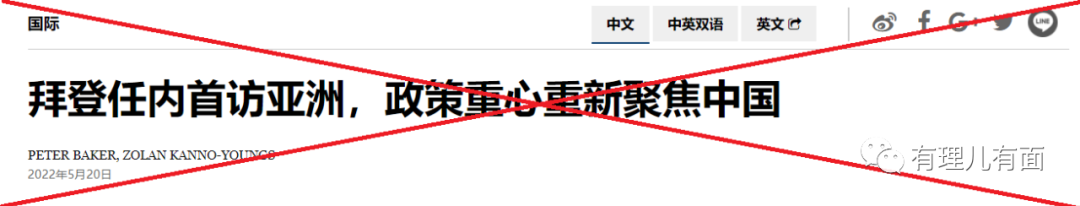 国际
中文 中英双语 英文
LINE
拜登任内首访亚洲，政策重心重新聚焦中国
PETER BAKER, ZOLAN KANNO-YOUNGS
2022年5月20日
有理儿有面